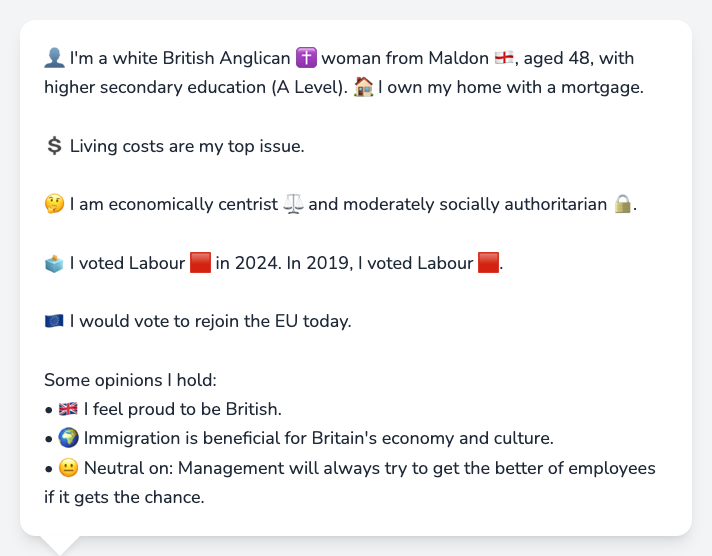 👤 I'm a white British Anglican ✝️ woman from Maldon 🏴󠁧󠁢󠁥󠁮󠁧󠁿, aged 48, with
higher secondary education (A Level). 🏠 I own my home with a mortgage.
💲 Living costs are my top issue.
🤔 I am economically centrist ⚖️ and moderately socially authoritarian 🔒.
🗳️ I voted Labour 🟥 in 2024. In 2019, I voted Labour 🟥.
🇪🇺 I would vote to rejoin the EU today.
Some opinions I hold:
• 🇬🇧 I feel proud to be British.
• 🌍 Immigration is beneficial for Britain's economy and culture.
• 😐 Neutral on: Management will always try to get the better of employees
if it gets the chance.